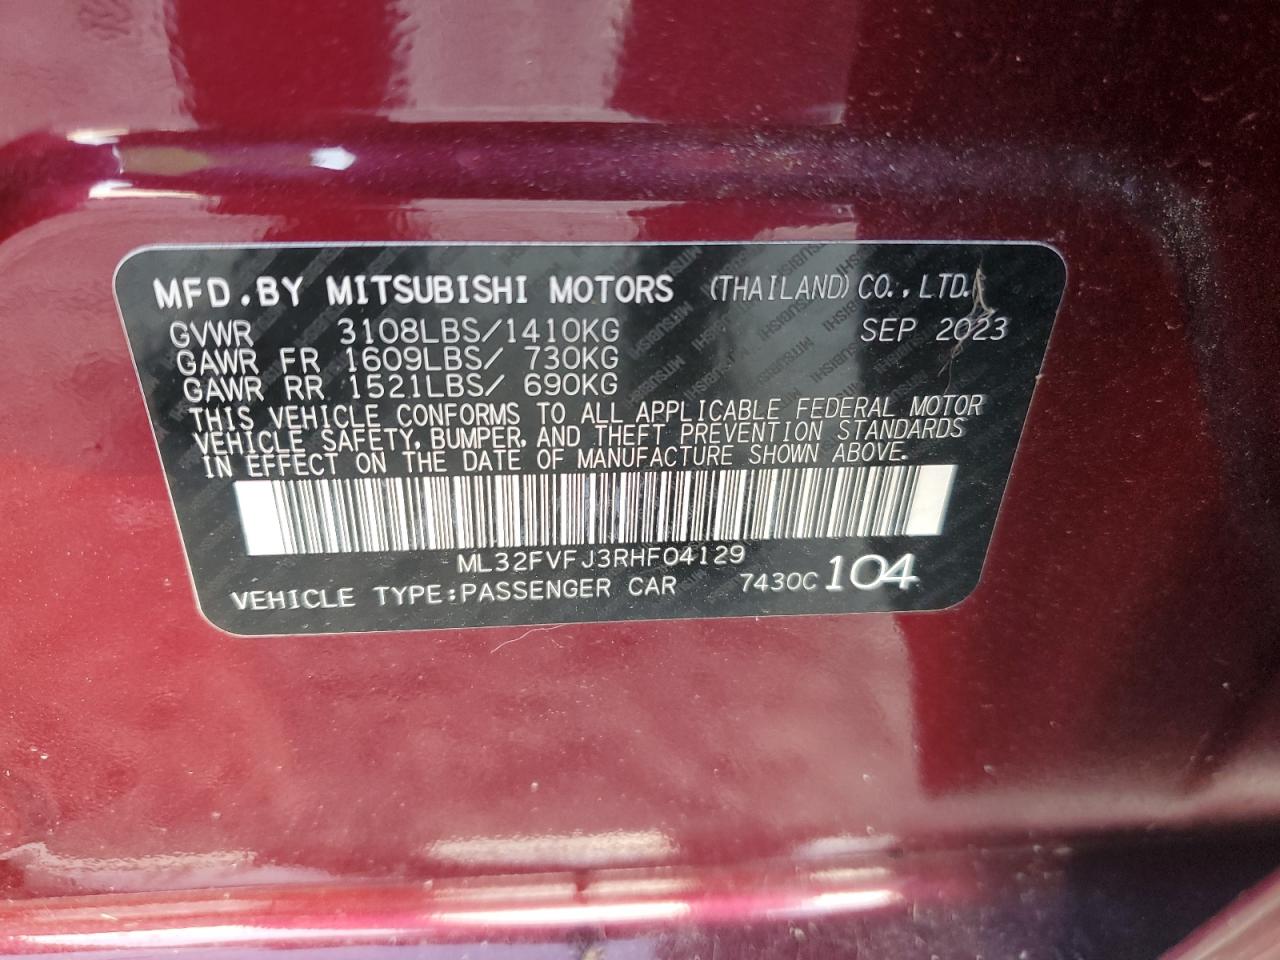 MFD.BY MITSUBISHI MOTORS (THAILAND) CO.,LTD.
GVWR 3108LBS/1410KG SEP 2023
GAWR FR 1609LBS/ 730KG
GAWR RR 1521LBS/ 690KG
THIS VEHICLE CONFORMS TO ALL APPLICABLE FEDERAL MOTOR
VEHICLE SAFETY, BUMPER, AND THEFT PREVENTION STANDARDS
IN EFFECT ON THE DATE OF MANUFACTURE SHOWN ABOVE.
ML32FVFJ3RHF04129
VEHICLE TYPE:PASSENGER CAR 7430C 104